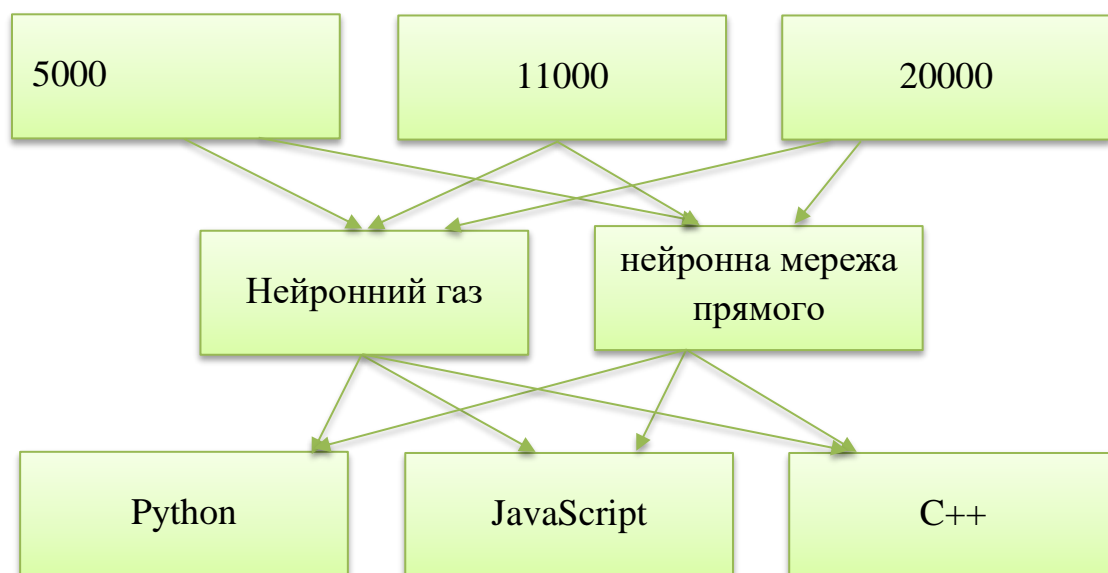 5000
11000
20000
Нейронний газ
нейронна мережа
прямого
Python
JavaScript
C++